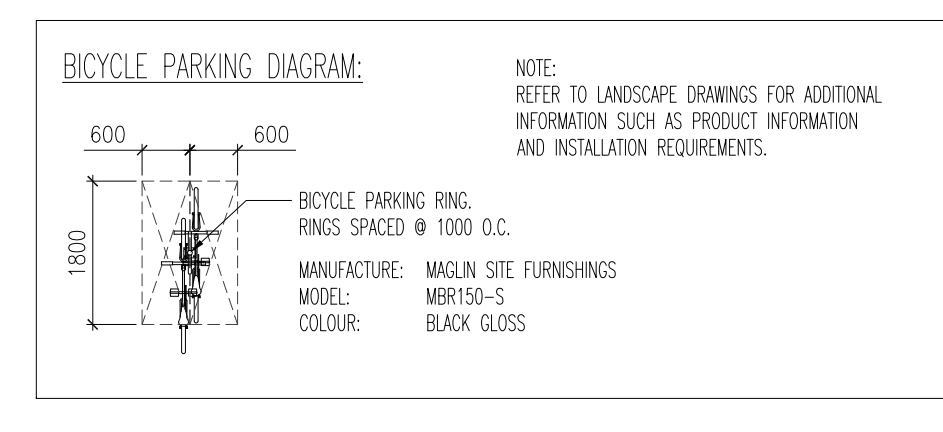 BICYCLE PARKING DIAGRAM:
NOTE:
REFER TO LANDSCAPE DRAWINGS FOR ADDITIONAL
INFORMATION SUCH AS PRODUCT INFORMATION
AND INSTALLATION REQUIREMENTS.
600 600
1800
BICYCLE PARKING RING.
RINGS SPACED @ 1000 O.C.
MANUFACTURE: MAGLIN SITE FURNISHINGS
MODEL: MBR150-S
COLOUR: BLACK GLOSS